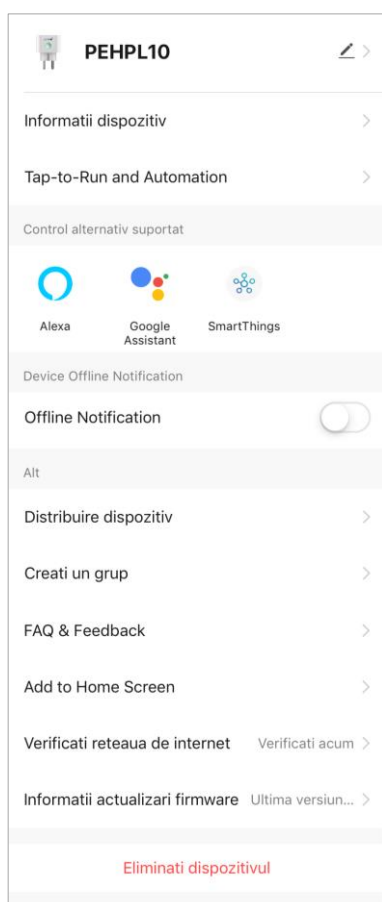 PEHPL10
Informatii dispozitiv
Tap-to-Run and Automation
Control alternativ suportat
Alexa
Google
Assistant
SmartThings
Device Offline Notification
Offline Notification
Alt
Distribuire dispozitiv
Creati un grup
FAQ & Feedback
Add to Home Screen
Verificati reteaua de internet Verificati acum
Informatii actualizari firmware Ultima versiun...
Eliminati dispozitivul